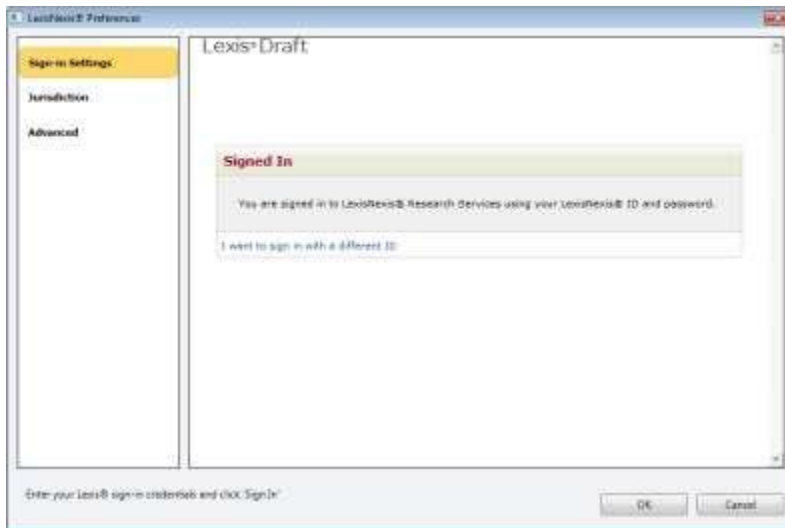 LexisNexis® Preferences
Lexis®Draft
Sign-in Settings
Jurisdiction
Advanced
Signed In
You are signed in to LexisNexis® Research Services using your LexisNexis® ID and password.
I want to sign in with a different ID
Enter your Lexis® sign-in credentials and click 'Sign In'
OK
Cancel